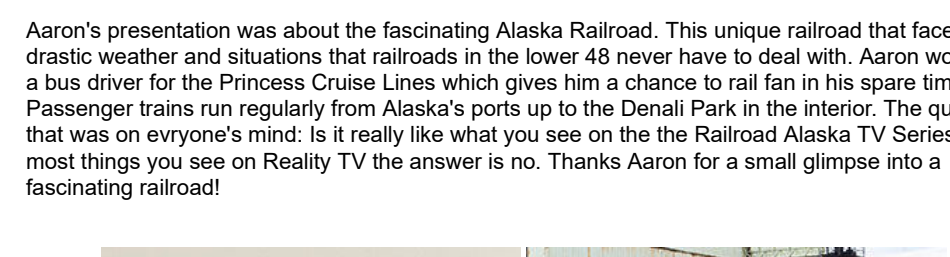 Aaron's presentation was about the fascinating Alaska Railroad. This unique railroad that face
drastic weather and situations that railroads in the lower 48 never have to deal with. Aaron wo
a bus driver for the Princess Cruise Lines which gives him a chance to rail fan in his spare tim
Passenger trains run regularly from Alaska's ports up to the Denali Park in the interior. The qu
that was on evryone's mind: Is it really like what you see on the the Railroad Alaska TV Series
most things you see on Reality TV the answer is no. Thanks Aaron for a small glimpse into a
fascinating railroad!